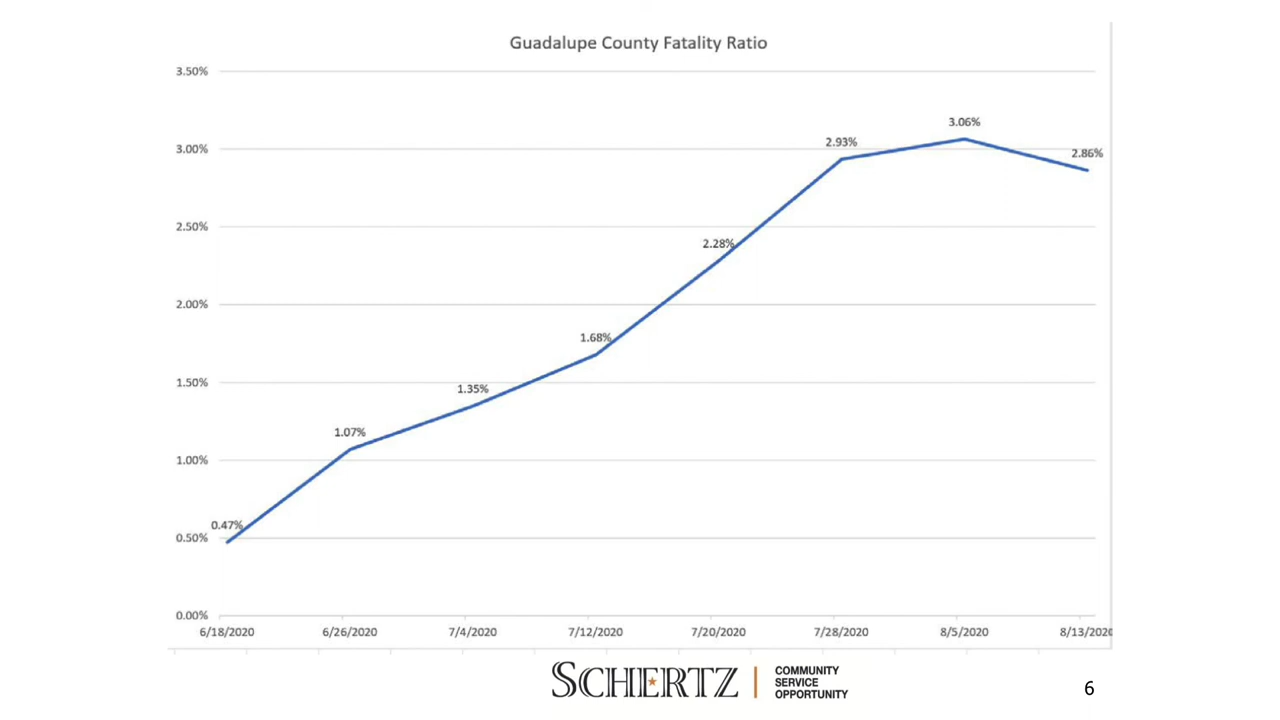 Guadalupe County Fatality Ratio
3.50%
3.00%
2.50%
2.00%
1.50%
1.00%
0.50%
0.00%
0.47%
1.07%
1.35%
1.68%
2.28%
2.93%
3.06%
2.86%
6/18/2020 6/26/2020 7/4/2020 7/12/2020 7/20/2020 7/28/2020 8/5/2020 8/13/2020
SCHERTZ
COMMUNITY
SERVICE
OPPORTUNITY
6